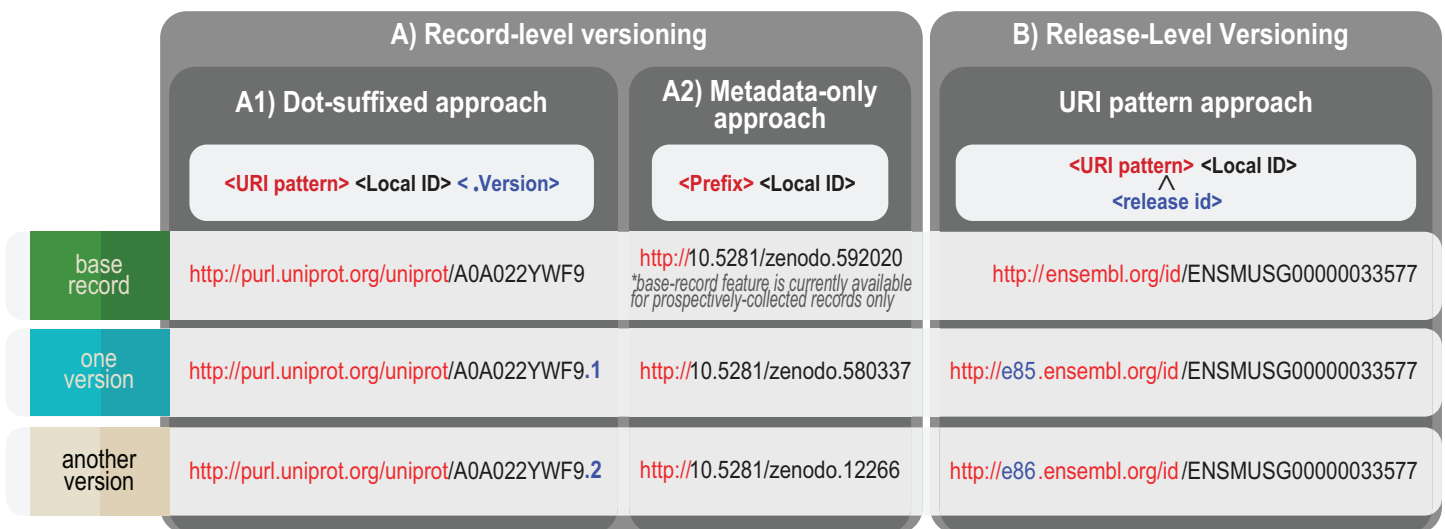 A) Record-level versioning
B) Release-Level Versioning
A1) Dot-suffixed approach
A2) Metadata-only
approach
URI pattern approach
<URI pattern> <Local ID> < .Version>
<Prefix> <Local ID>
<URI pattern> <Local ID>
^
<release id>
base
record
http://purl.uniprot.org/uniprot/A0A022YWF9
http://10.5281/zenodo.592020
*base-record feature is currently available
for prospectively-collected records only
http://ensembl.org/id/ENSMUSG00000033577
one
version
http://purl.uniprot.org/uniprot/A0A022YWF9.1
http://10.5281/zenodo.580337
http://e85.ensembl.org/id/ENSMUSG00000033577
another
version
http://purl.uniprot.org/uniprot/A0A022YWF9.2
http://10.5281/zenodo.12266
http://e86.ensembl.org/id/ENSMUSG00000033577